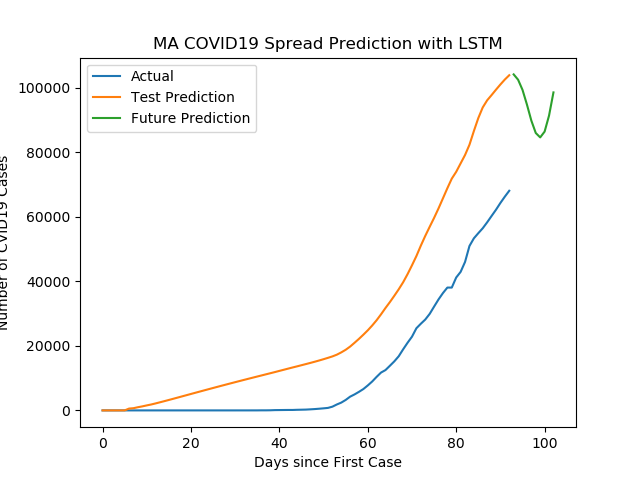 MA COVID19 Spread Prediction with LSTM
Actual
Test Prediction
Future Prediction
100000
80000
60000
40000
20000
0
Number of CVID19 Cases
0 20 40 60 80 100
Days since First Case